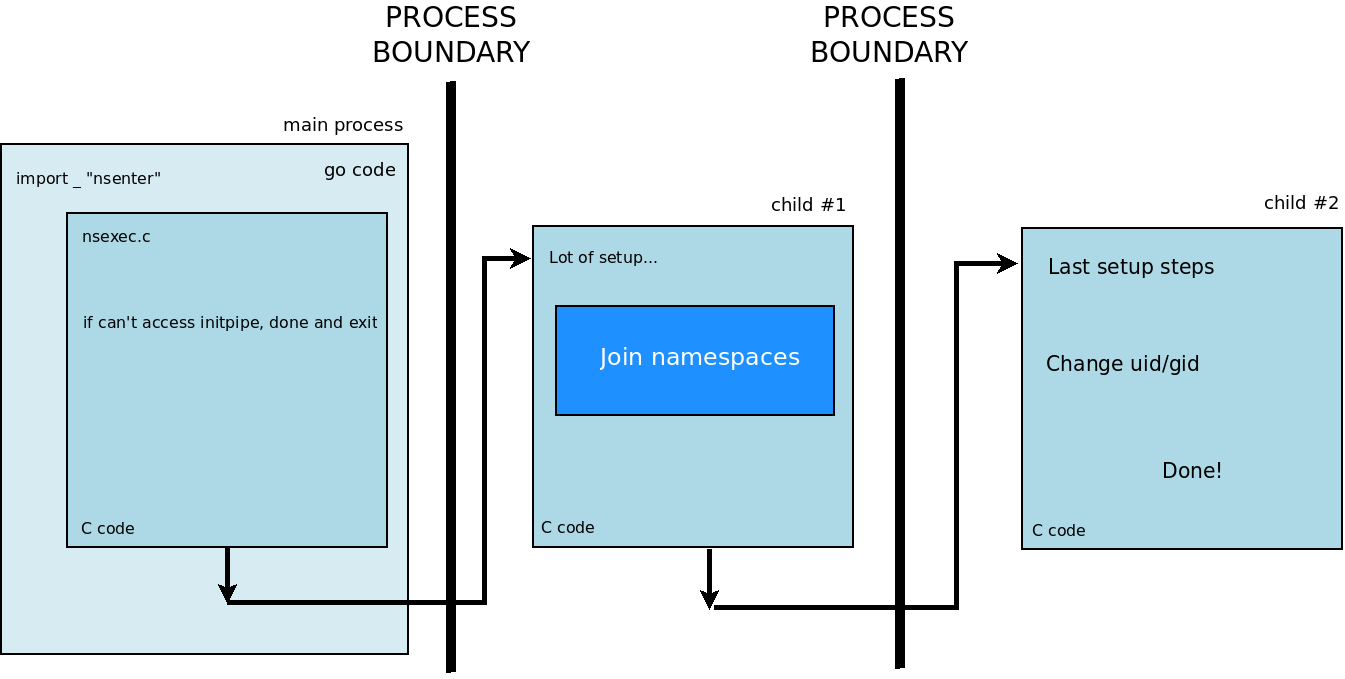 PROCESS
BOUNDARY
PROCESS
BOUNDARY
main process
go code
import _ "nsenter"
nsexec.c
if can't access initpipe, done and exit
C code
child #1
Lot of setup...
Join namespaces
C code
child #2
Last setup steps
Change uid/gid
Done!
C code